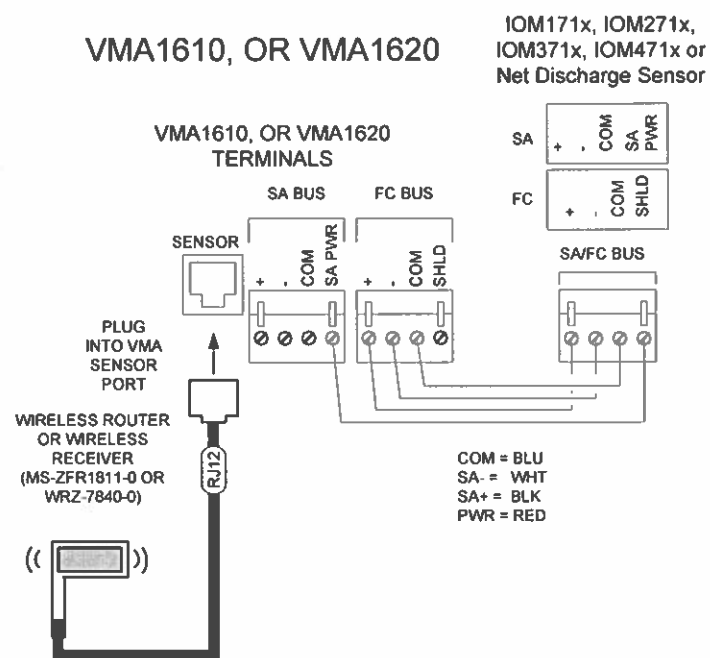 VMA1610, OR VMA1620
IOM171x, IOM271x,
IOM371x, IOM471x or
Net Discharge Sensor
VMA1610, OR VMA1620
TERMINALS
SA + - COM SA PWR
FC + - COM SHLD
SA BUS
FC BUS
SA/FC BUS
SENSOR
+ - COM SA PWR
+ - COM SHLD
PLUG
INTO VMA
SENSOR
PORT
WIRELESS ROUTER
OR WIRELESS
RECEIVER
(MS-ZFR1811-0 OR
WRZ-7840-0)
RJ12
COM = BLU
SA- = WHT
SA+ = BLK
PWR = RED
((
))